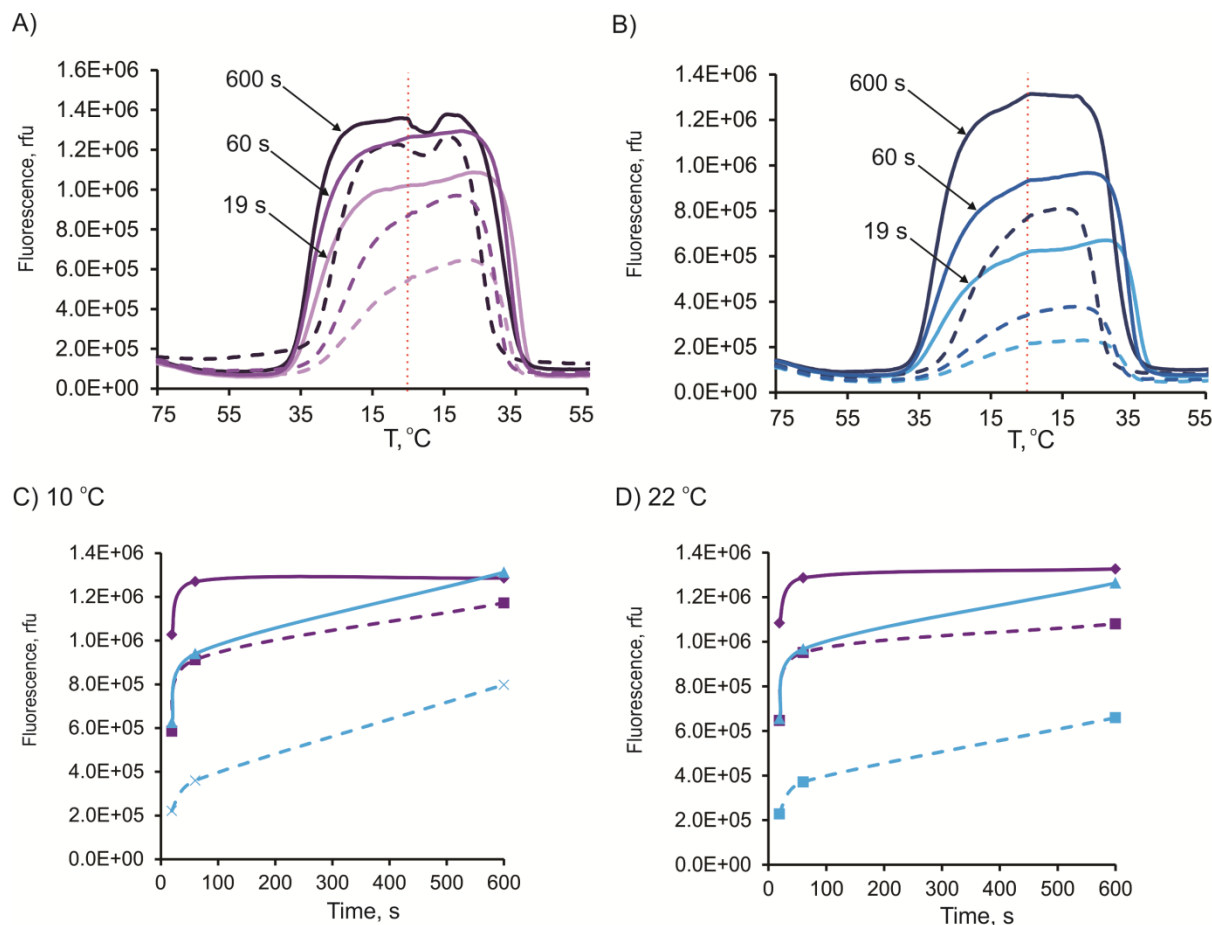 A)
1.6E+06
1.4E+06
1.2E+06
1.0E+06
8.0E+05
6.0E+05
4.0E+05
2.0E+05
0.0E+00
Fluorescence, rfu
600 s
60 s
19 s
75 55 35 15 15 35 55
T, °C
B)
1.4E+06
1.2E+06
1.0E+06
8.0E+05
6.0E+05
4.0E+05
2.0E+05
0.0E+00
Fluorescence, rfu
600 s
60 s
19 s
75 55 35 15 15 35 55
T, °C
C) 10 °C
1.4E+06
1.2E+06
1.0E+06
8.0E+05
6.0E+05
4.0E+05
2.0E+05
0.0E+00
Fluorescence, rfu
0 100 200 300 400 500 600
Time, s
D) 22 °C
1.4E+06
1.2E+06
1.0E+06
8.0E+05
6.0E+05
4.0E+05
2.0E+05
0.0E+00
Fluorescence, rfu
0 100 200 300 400 500 600
Time, s